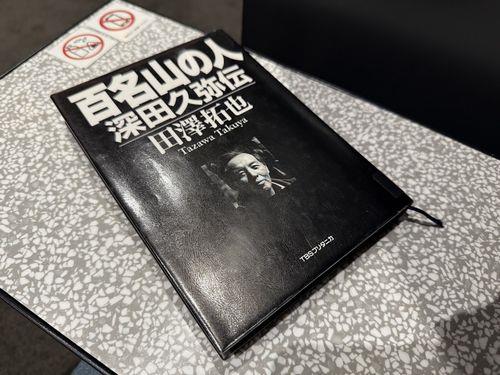 百名山の人
深田久弥伝
田澤拓也
Tazawa Takuya
TBSブリタニカ